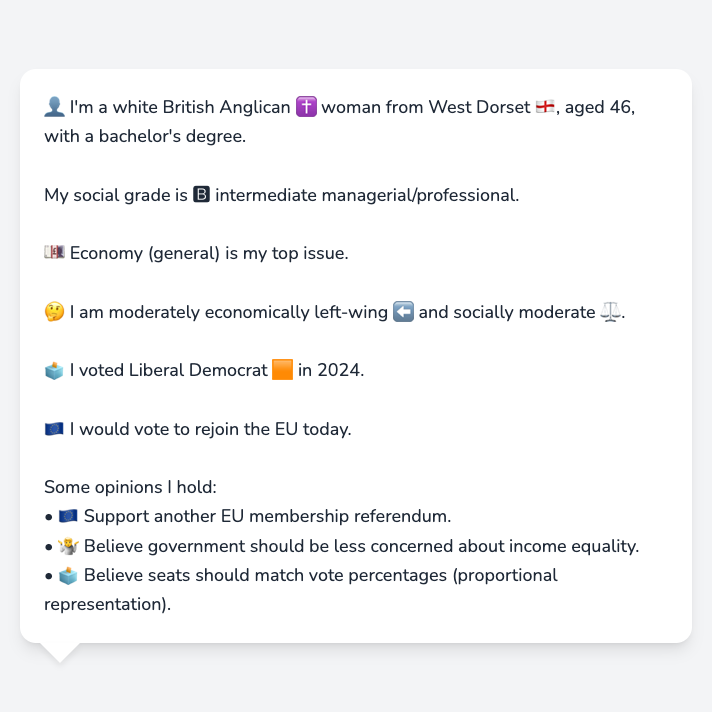 👤 I'm a white British Anglican ✝️ woman from West Dorset 🏴󠁧󠁢󠁥󠁮󠁧󠁿, aged 46,
with a bachelor's degree.
My social grade is 🅱 intermediate managerial/professional.
💷 Economy (general) is my top issue.
🤔 I am moderately economically left-wing ⬅️ and socially moderate ⚖️.
🗳️ I voted Liberal Democrat 🟧 in 2024.
🇪🇺 I would vote to rejoin the EU today.
Some opinions I hold:
• 🇪🇺 Support another EU membership referendum.
• 🤷 Believe government should be less concerned about income equality.
• 🗳️ Believe seats should match vote percentages (proportional
representation).